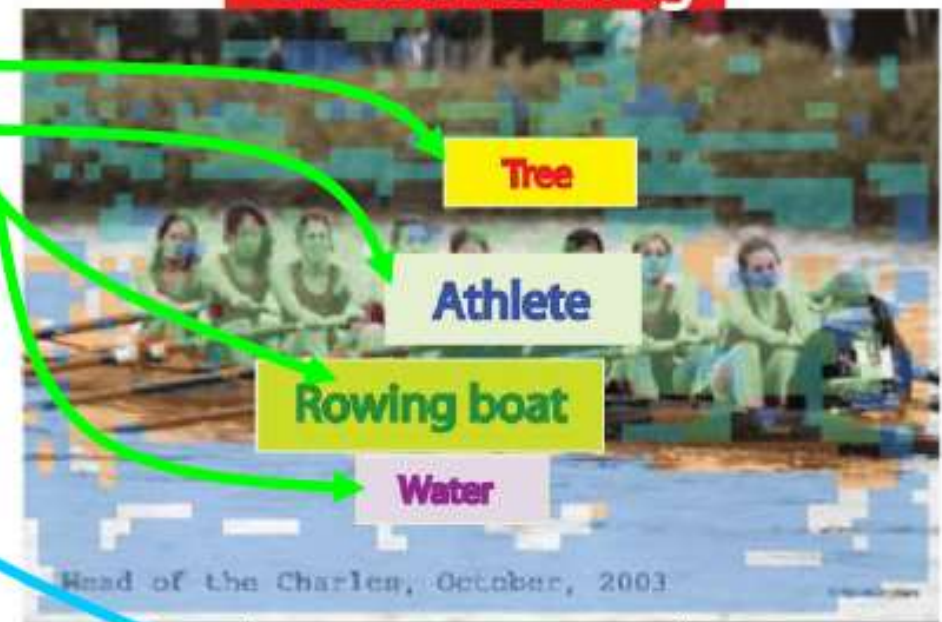 Tree
Athlete
Rowing boat
Water
Head of the Charles, October, 2003